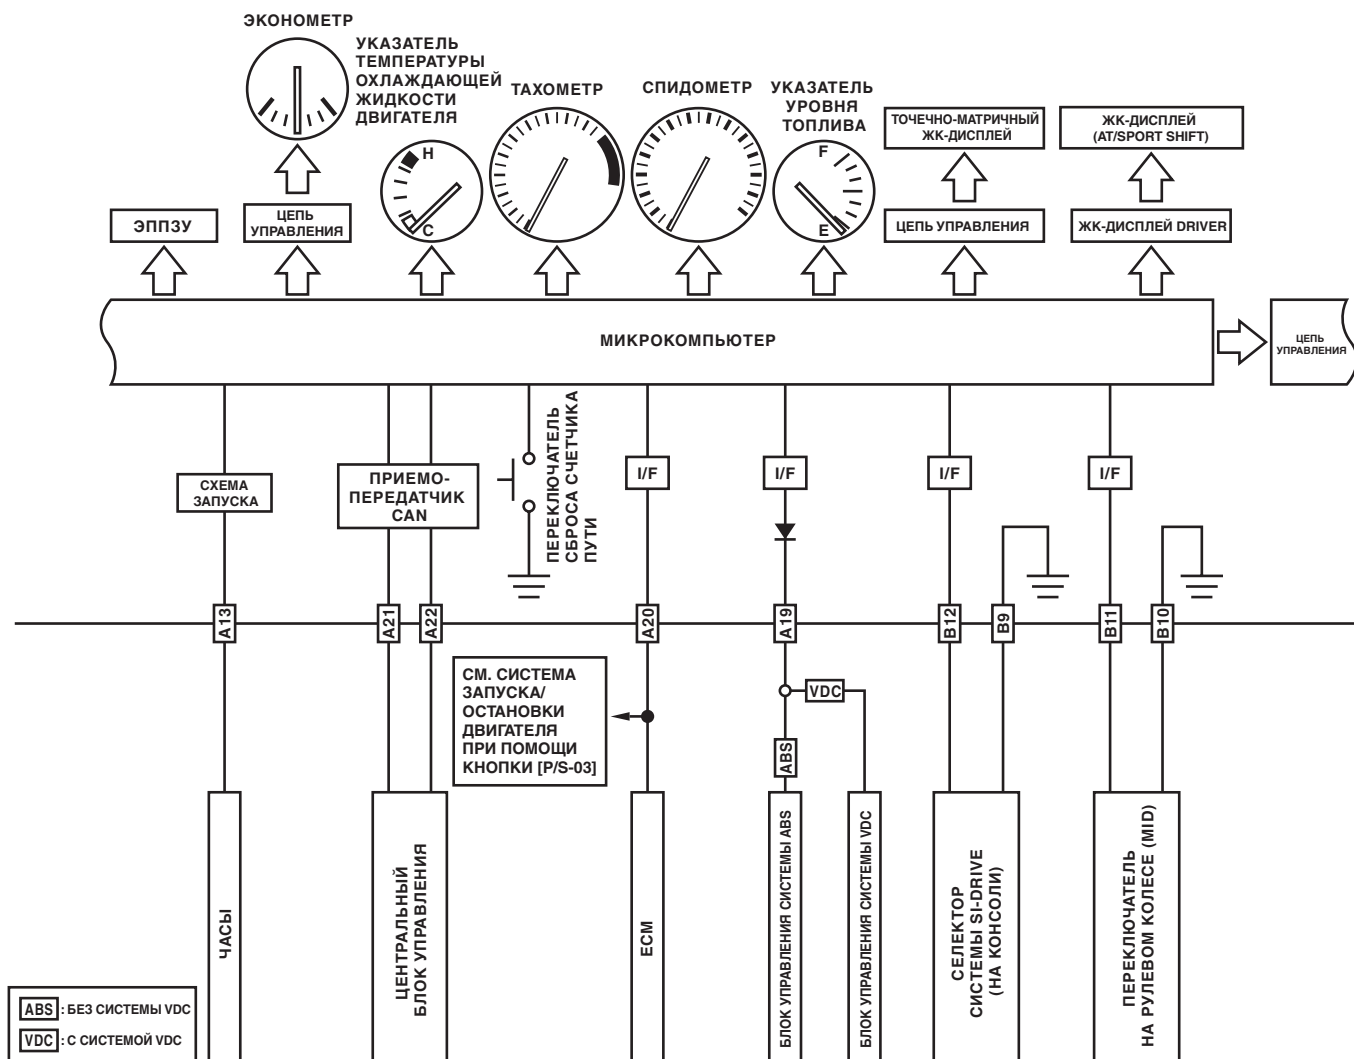 ЭКОНОМЕТР
УКАЗАТЕЛЬ
ТЕМПЕРАТУРЫ
ОХЛАЖДАЮЩЕЙ
ЖИДКОСТИ
ДВИГАТЕЛЯ
ТАХОМЕТР
СПИДОМЕТР
УКАЗАТЕЛЬ
УРОВНЯ
ТОПЛИВА
ТОЧЕЧНО-МАТРИЧНЫЙ
ЖК-ДИСПЛЕЙ
ЖК-ДИСПЛЕЙ
(AT/SPORT SHIFT)
H
C
F
E
ЭППЗУ
ЦЕПЬ
УПРАВЛЕНИЯ
ЦЕПЬ УПРАВЛЕНИЯ
ЖК-ДИСПЛЕЙ DRIVER
МИКРОКОМПЬЮТЕР
ЦЕПЬ
УПРАВЛЕНИЯ
СХЕМА
ЗАПУСКА
ПРИЕМО-
ПЕРЕДАТЧИК
CAN
ПЕРЕКЛЮЧАТЕЛЬ
СБРОСА СЧЕТЧИКА
ПУТИ
I/F
I/F
I/F
I/F
A13
A21
A22
A20
A19
B12
B9
B11
B10
СМ. СИСТЕМА
ЗАПУСКА/
ОСТАНОВКИ
ДВИГАТЕЛЯ
ПРИ ПОМОЩИ
КНОПКИ [P/S-03]
VDC
ABS
ЧАСЫ
ЦЕНТРАЛЬНЫЙ
БЛОК УПРАВЛЕНИЯ
ECM
БЛОК УПРАВЛЕНИЯ СИСТЕМЫ ABS
БЛОК УПРАВЛЕНИЯ СИСТЕМЫ VDC
СЕЛЕКТОР
СИСТЕМЫ SI-DRIVE
(НА КОНСОЛИ)
ПЕРЕКЛЮЧАТЕЛЬ
НА РУЛЕВОМ КОЛЕСЕ (MID)
ABS : БЕЗ СИСТЕМЫ VDC
VDC : С СИСТЕМОЙ VDC